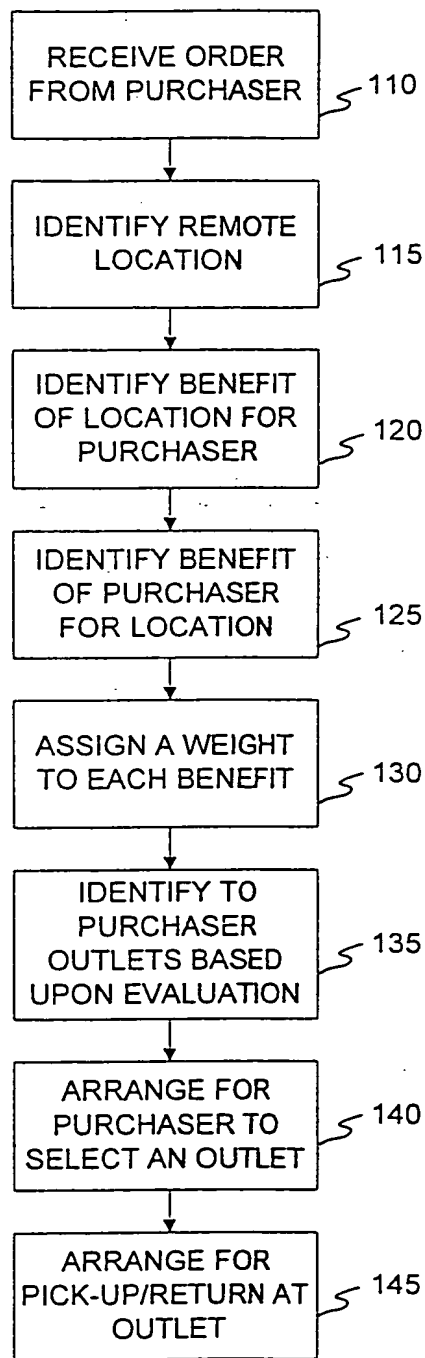 RECEIVE ORDER
FROM PURCHASER
110
IDENTIFY REMOTE
LOCATION
115
IDENTIFY BENEFIT
OF LOCATION FOR
PURCHASER
120
IDENTIFY BENEFIT
OF PURCHASER
FOR LOCATION
125
ASSIGN A WEIGHT
TO EACH BENEFIT
130
IDENTIFY TO
PURCHASER
OUTLETS BASED
UPON EVALUATION
135
ARRANGE FOR
PURCHASER TO
SELECT AN OUTLET
140
ARRANGE FOR
PICK-UP/RETURN AT
OUTLET
145